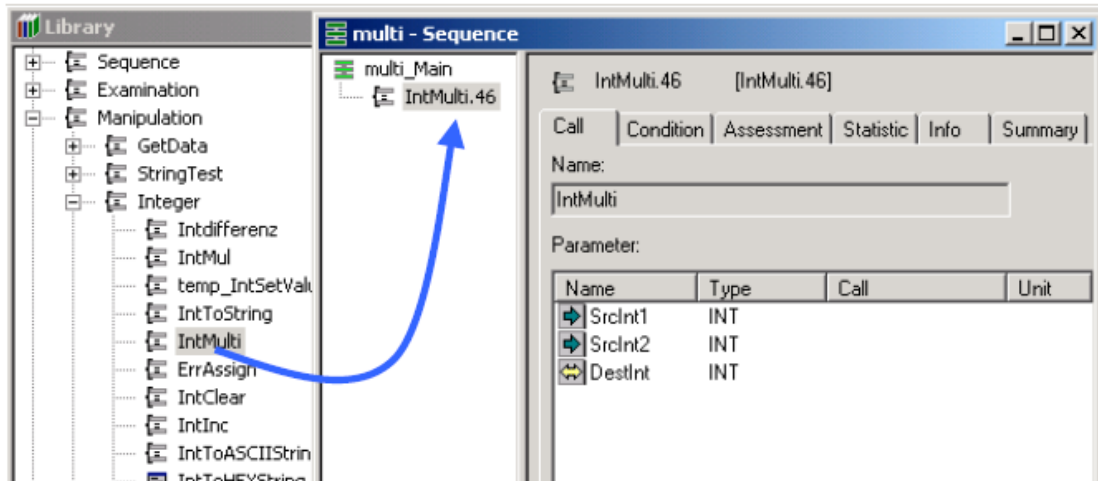 Library
Sequence
Examination
Manipulation
GetData
StringTest
Integer
Intdifferenz
IntMul
temp_IntSetValu
IntToString
IntMulti
ErrAssign
IntClear
IntInc
IntToASCIIStrin
IntToHEXString
multi - Sequence
multi_Main
IntMulti.46
IntMulti.46 [IntMulti.46]
Call Condition Assessment Statistic Info Summary
Name:
IntMulti
Parameter:
Name Type Call Unit
SrcInt1 INT
SrcInt2 INT
DestInt INT